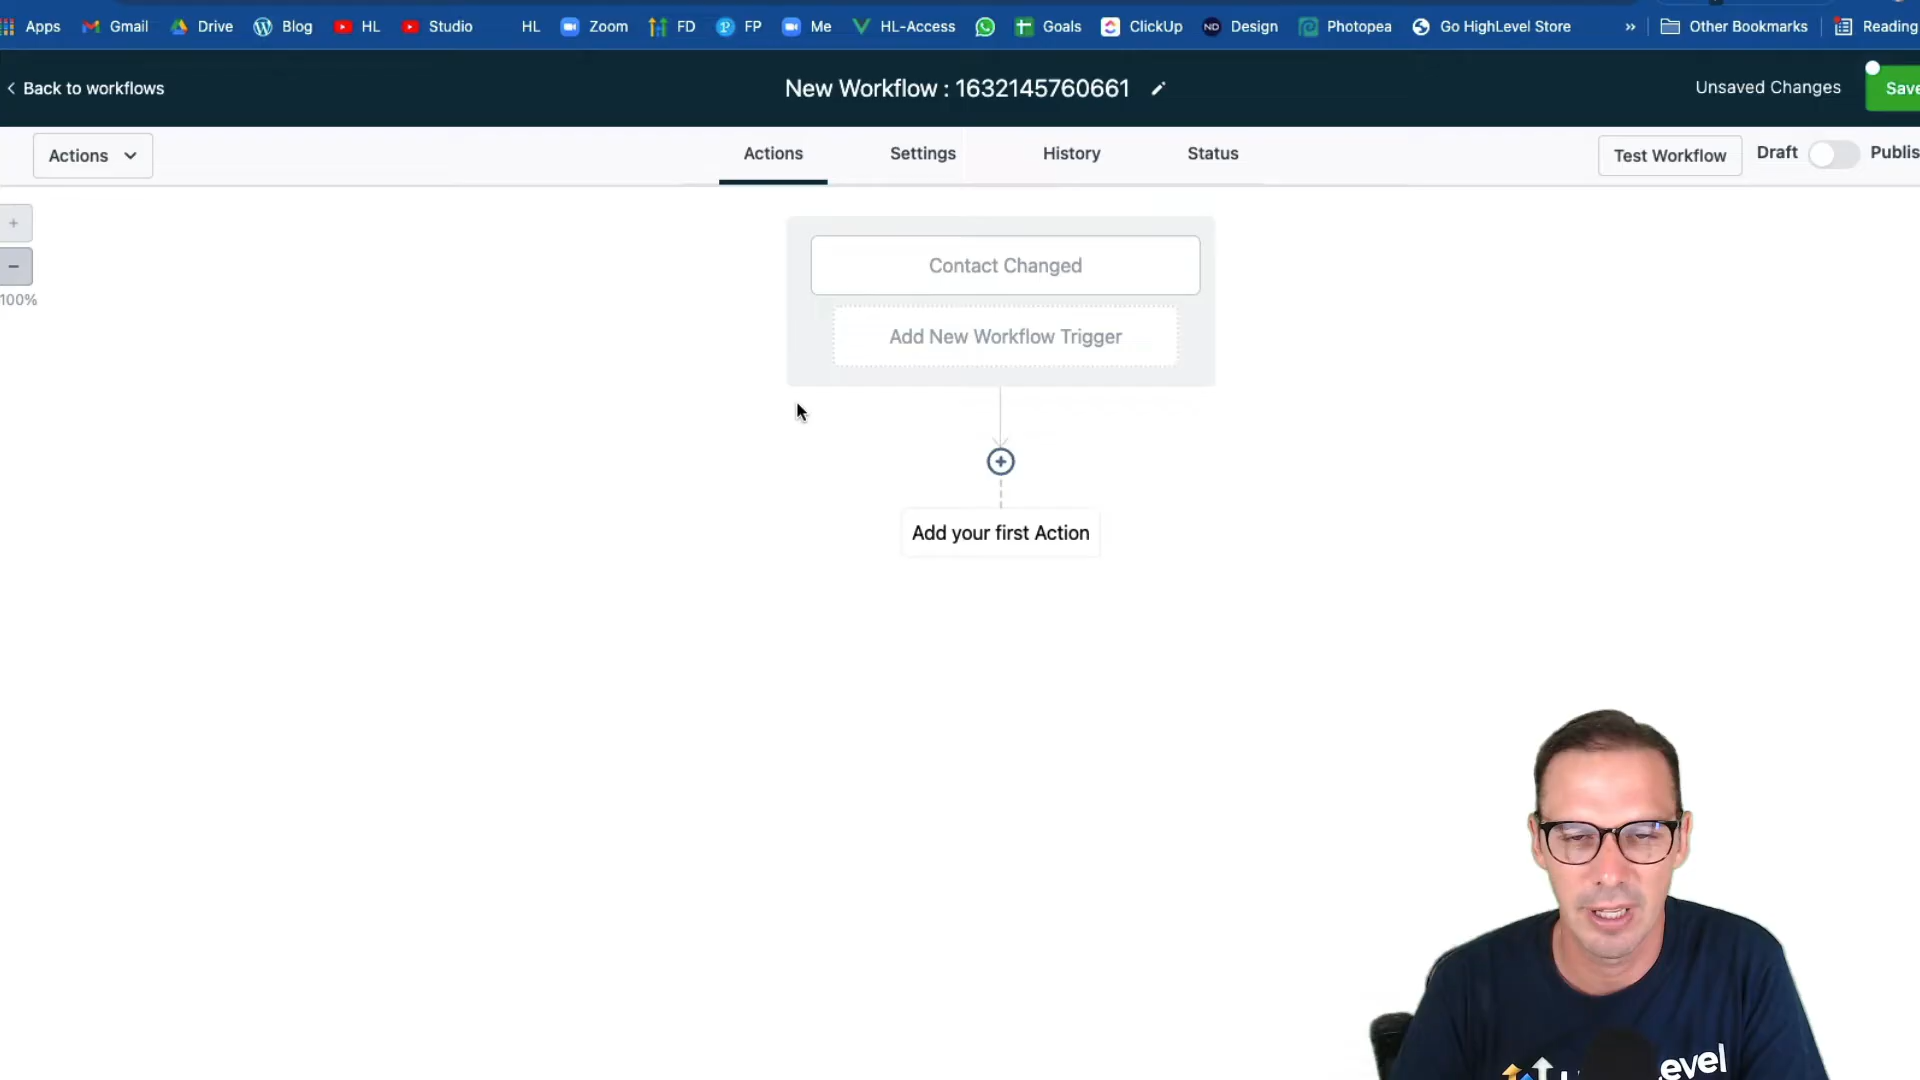 Apps Gmail Drive Blog HL Studio HL Zoom FD FP Me HL-Access Goals ClickUp ND Design Photopea Go HighLevel Store » Other Bookmarks Reading
< Back to workflows New Workflow : 1632145760661 Unsaved Changes Save
Actions Actions Settings History Status Test Workflow Draft Publis
+
Contact Changed
−
100%
Add New Workflow Trigger
+
Add your first Action
evel